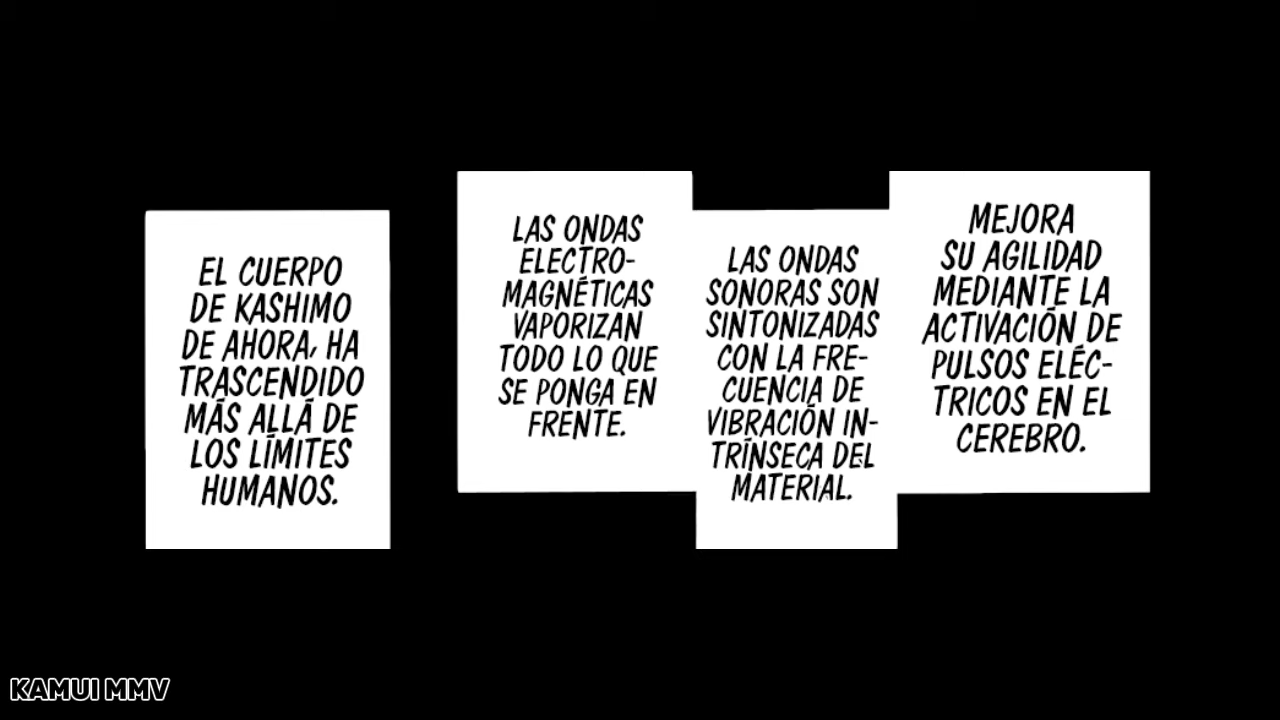 EL CUERPO
DE KASHIMO
DE AHORA, HA
TRASCENDIDO
MÁS ALLÁ DE
LOS LÍMITES
HUMANOS.
LAS ONDAS
ELECTRO-
MAGNÉTICAS
VAPORIZAN
TODO LO QUE
SE PONGA EN
FRENTE.
LAS ONDAS
SONORAS SON
SINTONIZADAS
CON LA FRE-
CUENCIA DE
VIBRACIÓN IN-
TRÍNSECA DEL
MATERIAL.
MEJORA
SU AGILIDAD
MEDIANTE LA
ACTIVACIÓN DE
PULSOS ELÉC-
TRICOS EN EL
CEREBRO.
KAMUI MMV